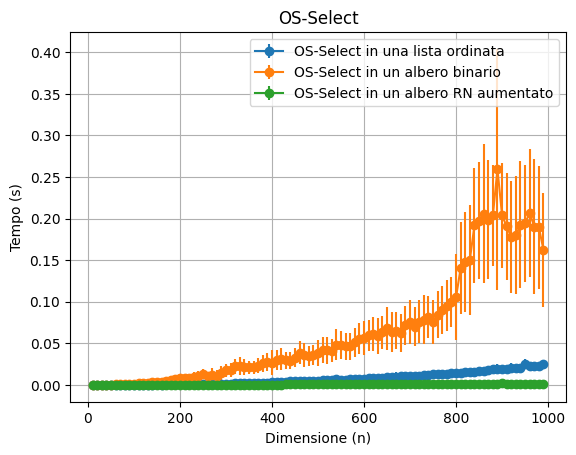 OS-Select
OS-Select in una lista ordinata
OS-Select in un albero binario
OS-Select in un albero RN aumentato
Tempo (s)
0.40
0.35
0.30
0.25
0.20
0.15
0.10
0.05
0.00
0 200 400 600 800 1000
Dimensione (n)